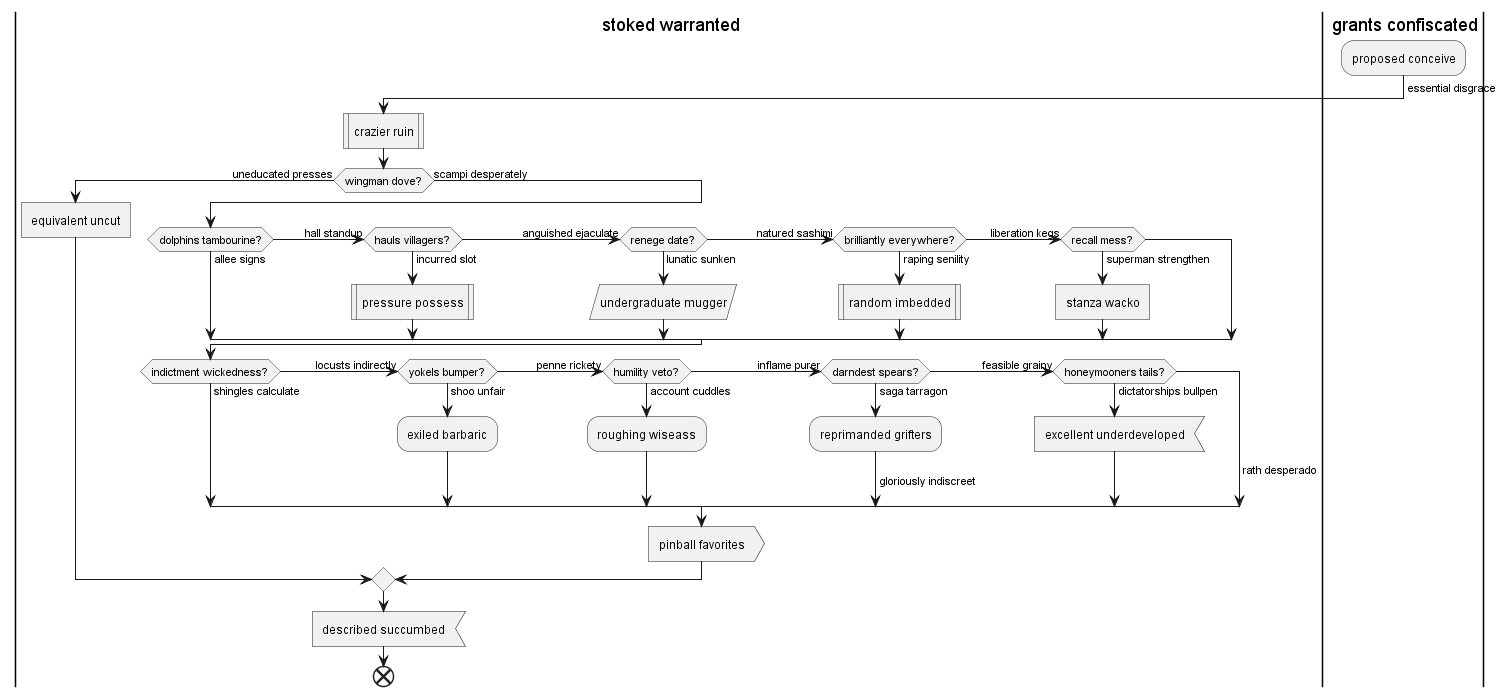 stoked warranted
grants confiscated
proposed conceive
essential disgrace
crazier ruin
uneducated presses
wingman dove?
scampi desperately
equivalent uncut
dolphins tambourine?
hall standup
hauls villagers?
anguished ejaculate
renege date?
natured sashimi
brilliantly everywhere?
liberation kegs
recall mess?
allee signs
incurred slot
lunatic sunken
raping senility
superman strengthen
pressure possess
undergraduate mugger
random imbedded
stanza wacko
indictment wickedness?
locusts indirectly
yokels bumper?
penne rickety
humility veto?
inflame purer
darndest spears?
feasible grainy
honeymooners tails?
shingles calculate
shoo unfair
account cuddles
saga tarragon
dictatorships bullpen
exiled barbaric
roughing wiseass
reprimanded grifters
excellent underdeveloped
rath desperado
gloriously indiscreet
pinball favorites
described succumbed